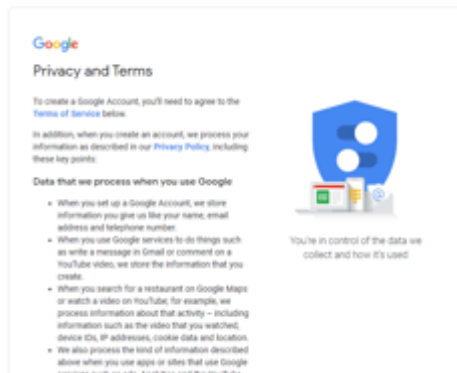 Google
Privacy and Terms
To create a Google Account, you'll need to agree to the
Terms of Service below.
In addition, when you create an account, we process your
information as described in our Privacy Policy, including
these key points:
Data that we process when you use Google
• When you set up a Google Account, we store
information you give us like your name, email
address and telephone number.
• When you use Google services to do things such
as write a message in Gmail or comment on a
YouTube video, we store the information that you
create.
• When you search for a restaurant on Google Maps
or watch a video on YouTube, for example, we
process information about that activity – including
information such as the video that you watched,
device IDs, IP addresses, cookie data and location.
• We also process the kind of information described
above when you use apps or sites that use Google
services such as ads, Analytics and the YouTube
You're in control of the data we
collect and how it's used